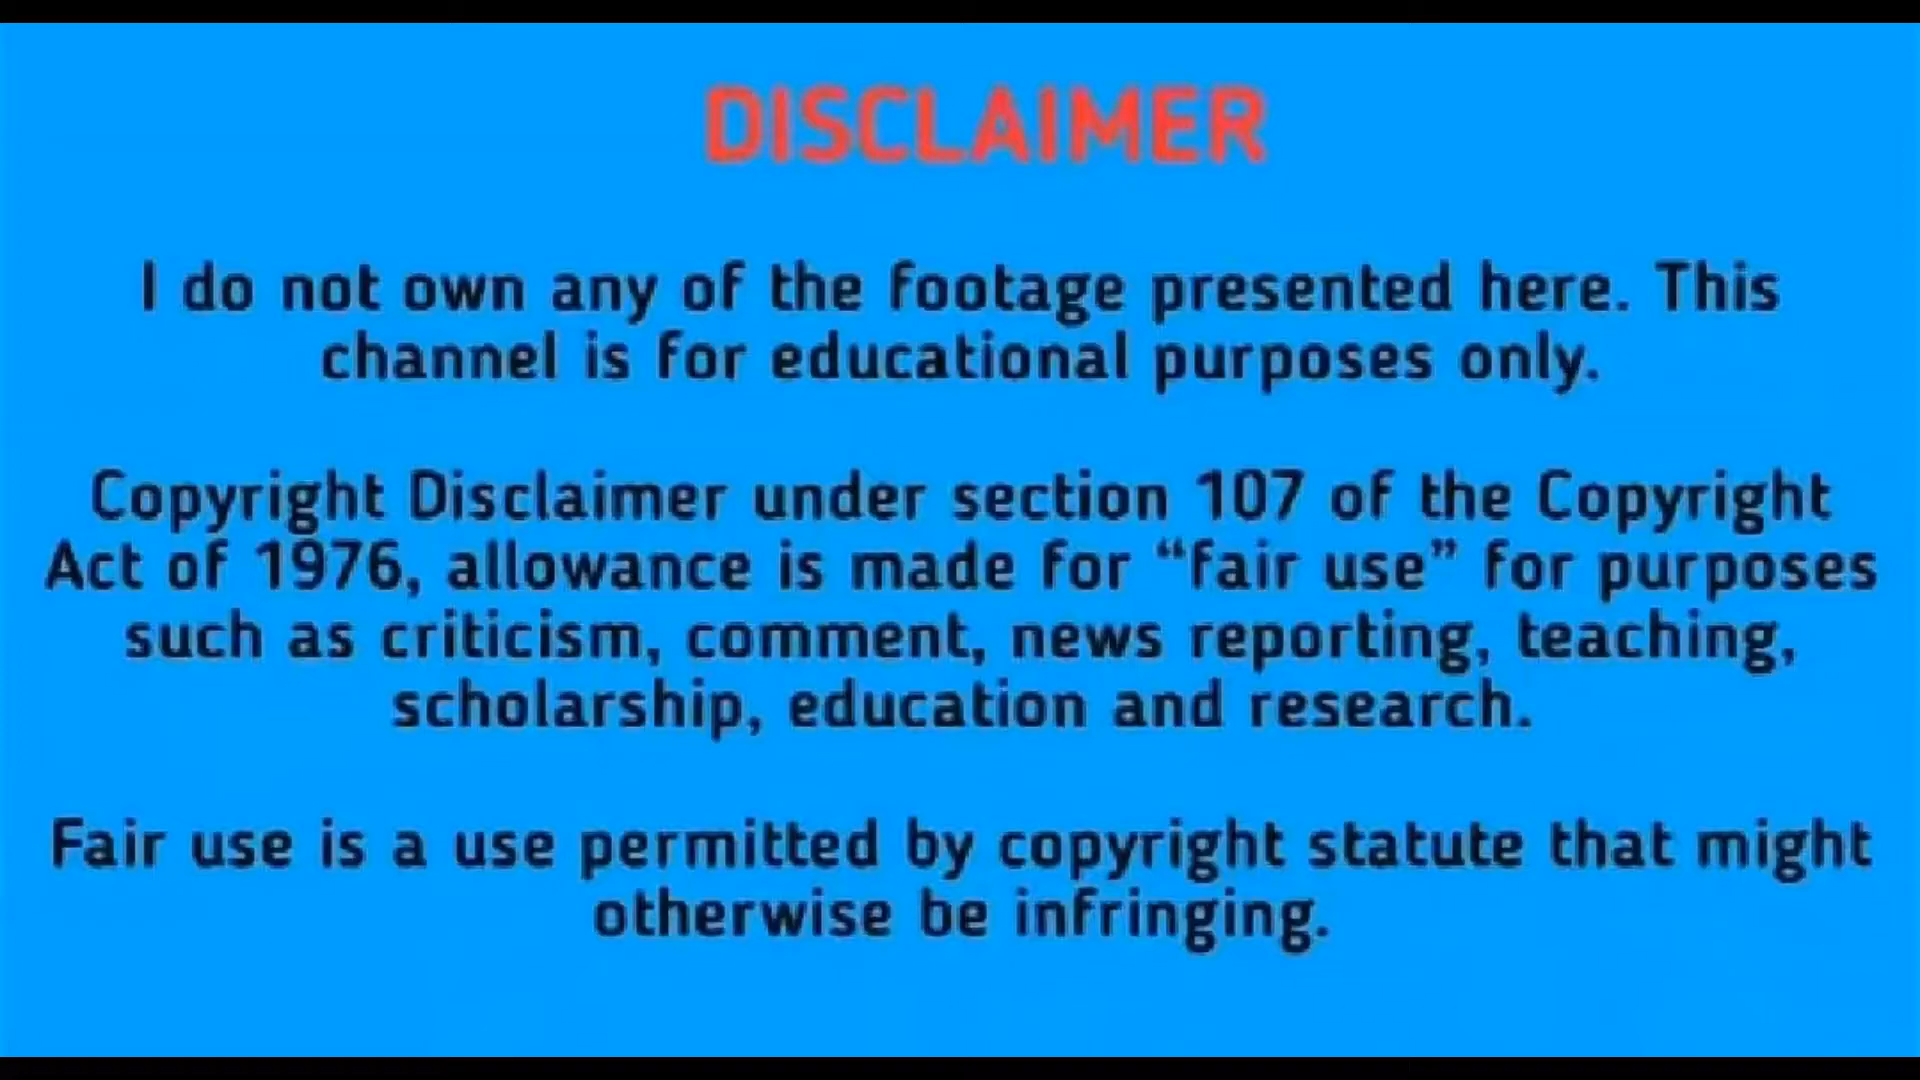 DISCLAIMER
I do not own any of the footage presented here. This
channel is for educational purposes only.
Copyright Disclaimer under section 107 of the Copyright
Act of 1976, allowance is made for “fair use” for purposes
such as criticism, comment, news reporting, teaching,
scholarship, education and research.
Fair use is a use permitted by copyright statute that might
otherwise be infringing.